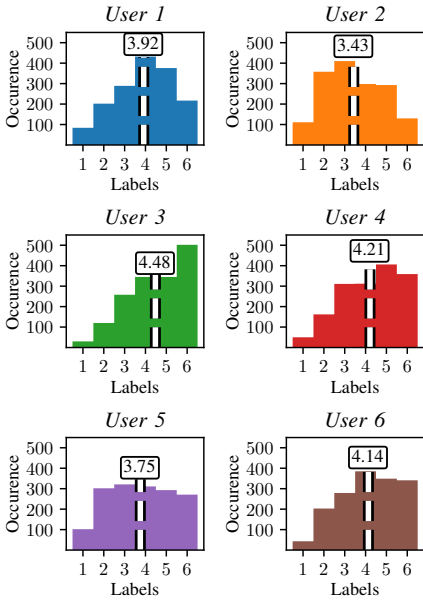 User 1
User 2
500
400
300
200
100
Occurence
3.92
1 2 3 4 5 6
Labels
500
400
300
200
100
Occurence
3.43
1 2 3 4 5 6
Labels
User 3
User 4
500
400
300
200
100
Occurence
4.48
1 2 3 4 5 6
Labels
500
400
300
200
100
Occurence
4.21
1 2 3 4 5 6
Labels
User 5
User 6
500
400
300
200
100
Occurence
3.75
1 2 3 4 5 6
Labels
500
400
300
200
100
Occurence
4.14
1 2 3 4 5 6
Labels